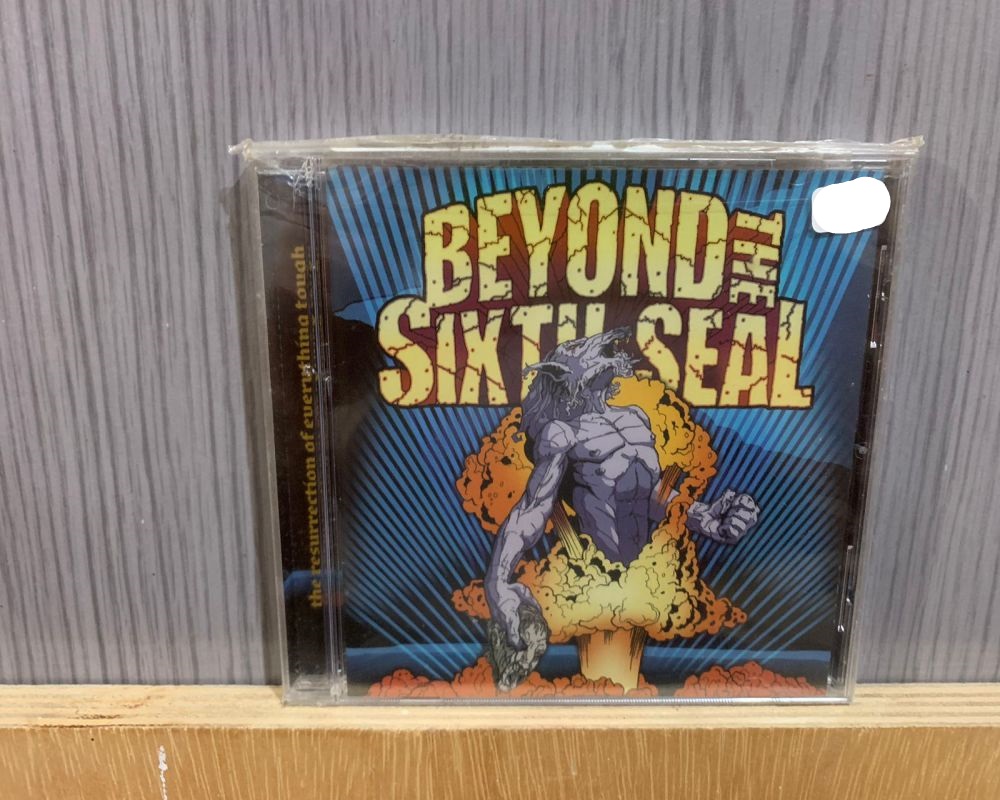 BEYOND THE
SIXTH SEAL
the resurrection of everything tough